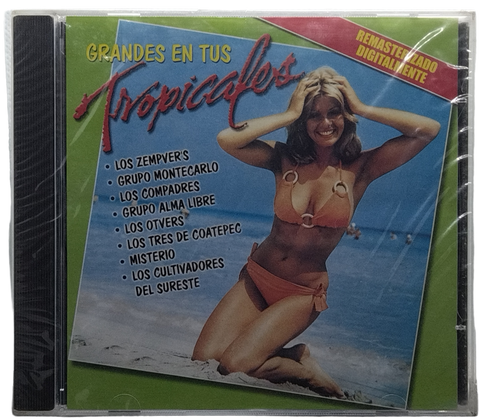 GRANDES EN TUS
Tropicales
REMASTERIZADO
DIGITALMENTE
• LOS ZEMPVER'S
• GRUPO MONTECARLO
• LOS COMPADRES
• GRUPO ALMA LIBRE
• LOS OTVERS
• LOS TRES DE COATEPEC
• MISTERIO
• LOS CULTIVADORES
DEL SURESTE